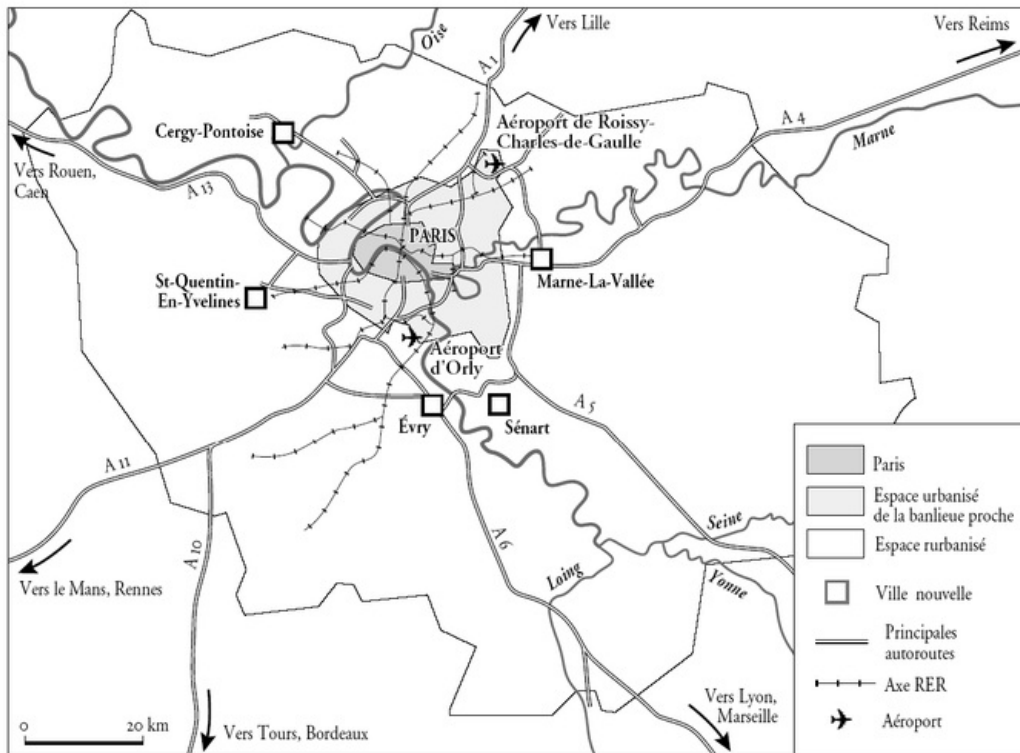 Vers Lille
Vers Reims
Oise
A 1
A 4
Marne
Cergy-Pontoise
Aéroport de Roissy-
Charles-de-Gaulle
Vers Rouen,
Caen
A 13
PARIS
St-Quentin-
En-Yvelines
Marne-La-Vallée
Aéroport
d'Orly
Évry
Sénart
A 5
A 11
A 10
A 6
Seine
Loing
Yonne
Vers le Mans, Rennes
Vers Lyon,
Marseille
Vers Tours, Bordeaux
0 20 km
Paris
Espace urbanisé
de la banlieue proche
Espace rurbanisé
Ville nouvelle
Principales
autoroutes
Axe RER
Aéroport